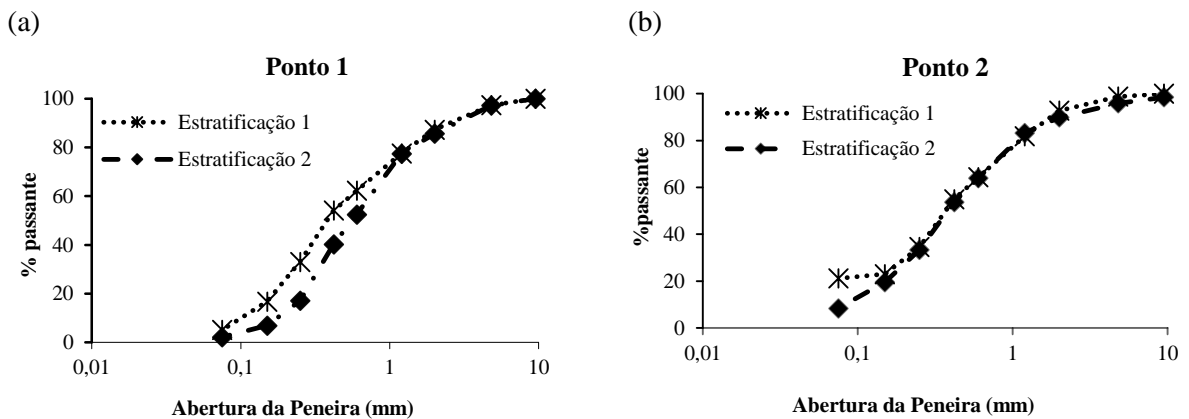 (a)
Ponto 1
% passante
100
80
60
40
20
0
Estratificação 1
Estratificação 2
0,01
0,1
1
10
Abertura da Peneira (mm)
(b)
Ponto 2
%passante
100
80
60
40
20
0
Estratificação 1
Estratificação 2
0,01
0,1
1
10
Abertura da Peneira (mm)